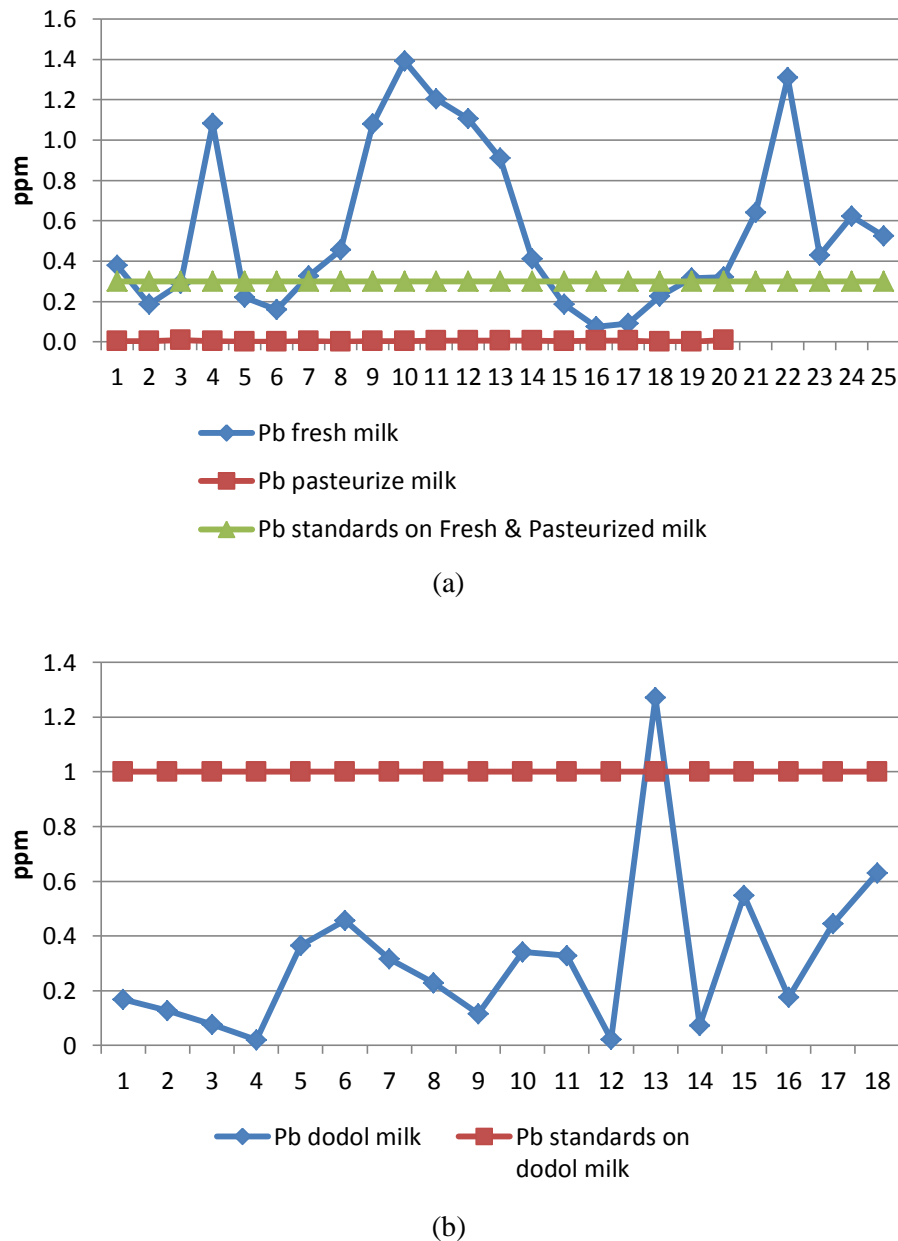 1.6
1.4
1.2
1.0
0.8
0.6
0.4
0.2
0.0
ppm
1 2 3 4 5 6 7 8 9 10 11 12 13 14 15 16 17 18 19 20 21 22 23 24 25
Pb fresh milk
Pb pasteurize milk
Pb standards on Fresh & Pasteurized milk
(a)
1.4
1.2
1
0.8
0.6
0.4
0.2
0
ppm
1 2 3 4 5 6 7 8 9 10 11 12 13 14 15 16 17 18
Pb dodol milk
Pb standards on
dodol milk
(b)